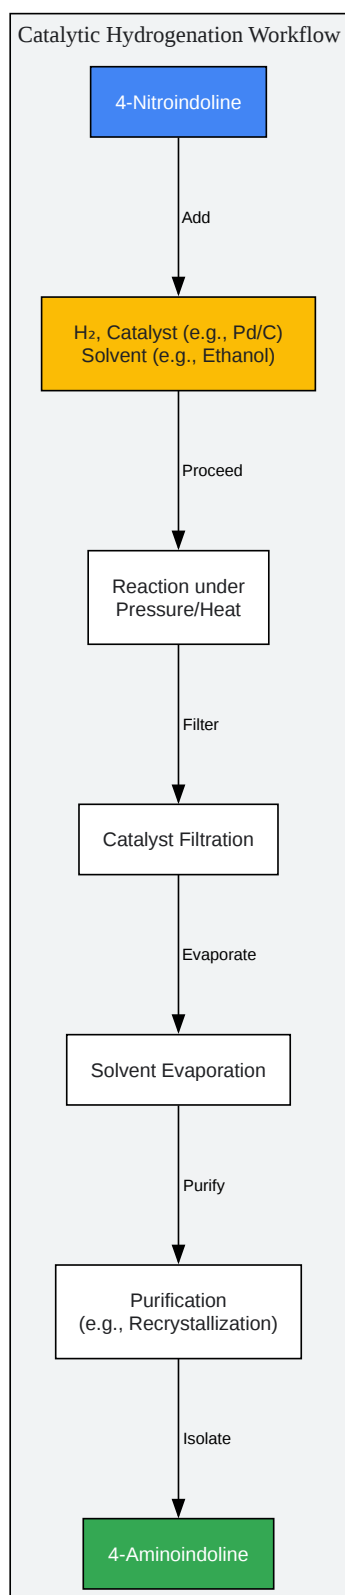 Catalytic Hydrogenation Workflow
4-Nitroindoline
Add
H₂, Catalyst (e.g., Pd/C)
Solvent (e.g., Ethanol)
Proceed
Reaction under
Pressure/Heat
Filter
Catalyst Filtration
Evaporate
Solvent Evaporation
Purify
Purification
(e.g., Recrystallization)
Isolate
4-Aminoindoline